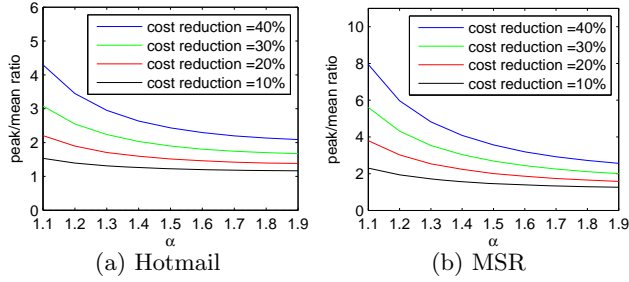 6
5
4
3
2
1
0
peak/mean ratio
cost reduction =40%
cost reduction =30%
cost reduction =20%
cost reduction =10%
1.1 1.2 1.3 1.4 1.5 1.6 1.7 1.8 1.9
α
(a) Hotmail
10
8
6
4
2
0
peak/mean ratio
cost reduction =40%
cost reduction =30%
cost reduction =20%
cost reduction =10%
1.1 1.2 1.3 1.4 1.5 1.6 1.7 1.8 1.9
α
(b) MSR